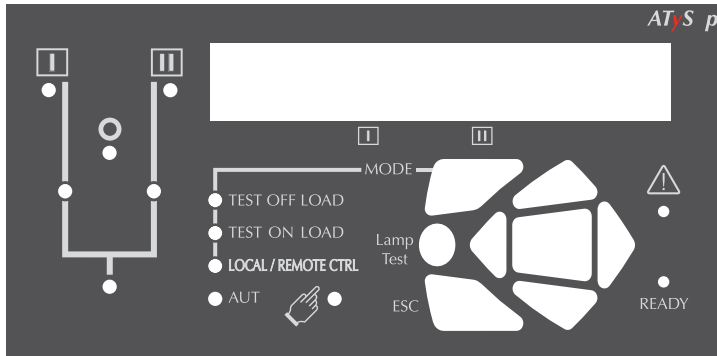 ATyS p
I II
O
I II
MODE
TEST OFF LOAD
TEST ON LOAD
Lamp
Test
LOCAL / REMOTE CTRL
AUT
ESC
READY